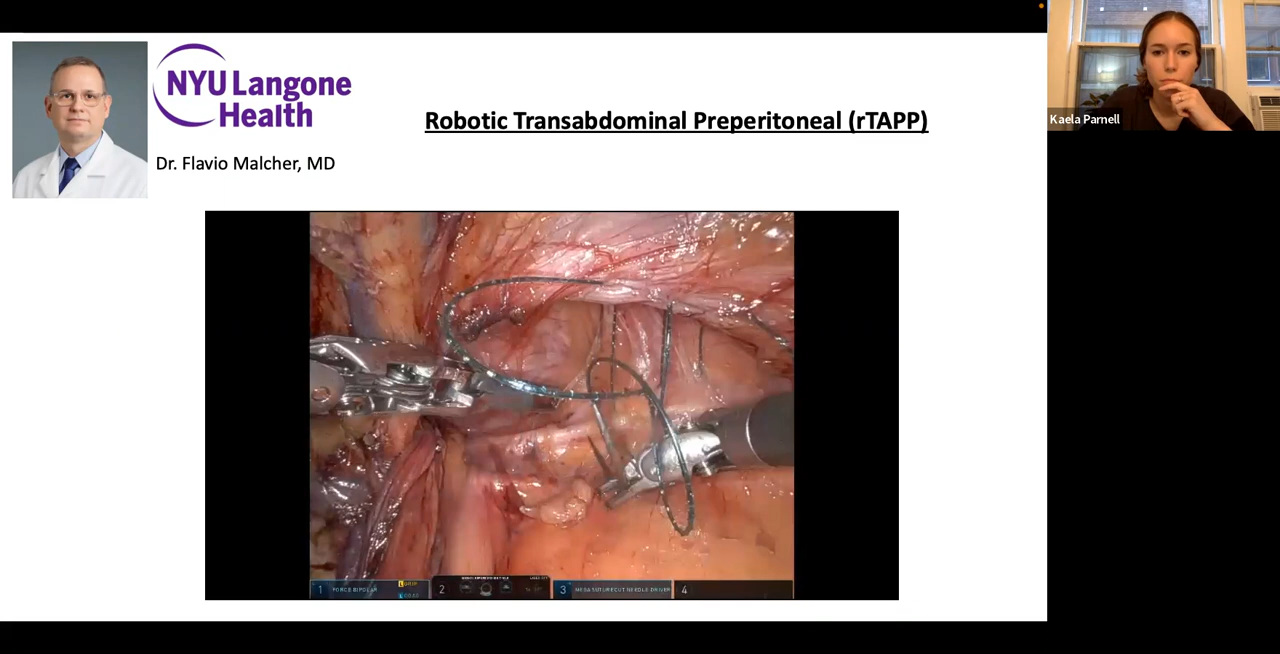 NYU Langone
Health
Robotic Transabdominal Preperitoneal (rTAPP)
Dr. Flavio Malcher, MD
Kaela Parnell
1 FORCE BIPOLAR
2
3 MEGA SUTURECUT NEEDLE DRIVER
4